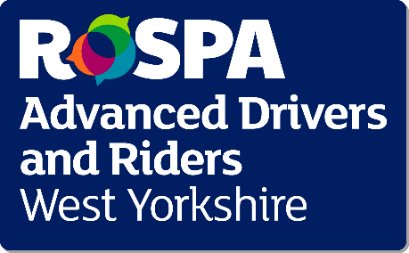 ROSPA
Advanced Drivers
and Riders
West Yorkshire